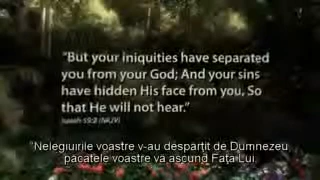 "But your iniquities have separated
you from your God; And your sins
have hidden His face from you, So
that He will not hear."
Isaiah 59:2 (NKJV)
"Nelegiuirile voastre v-au despărțit de Dumnezeu
păcatele voastre vă ascund Fața Lui